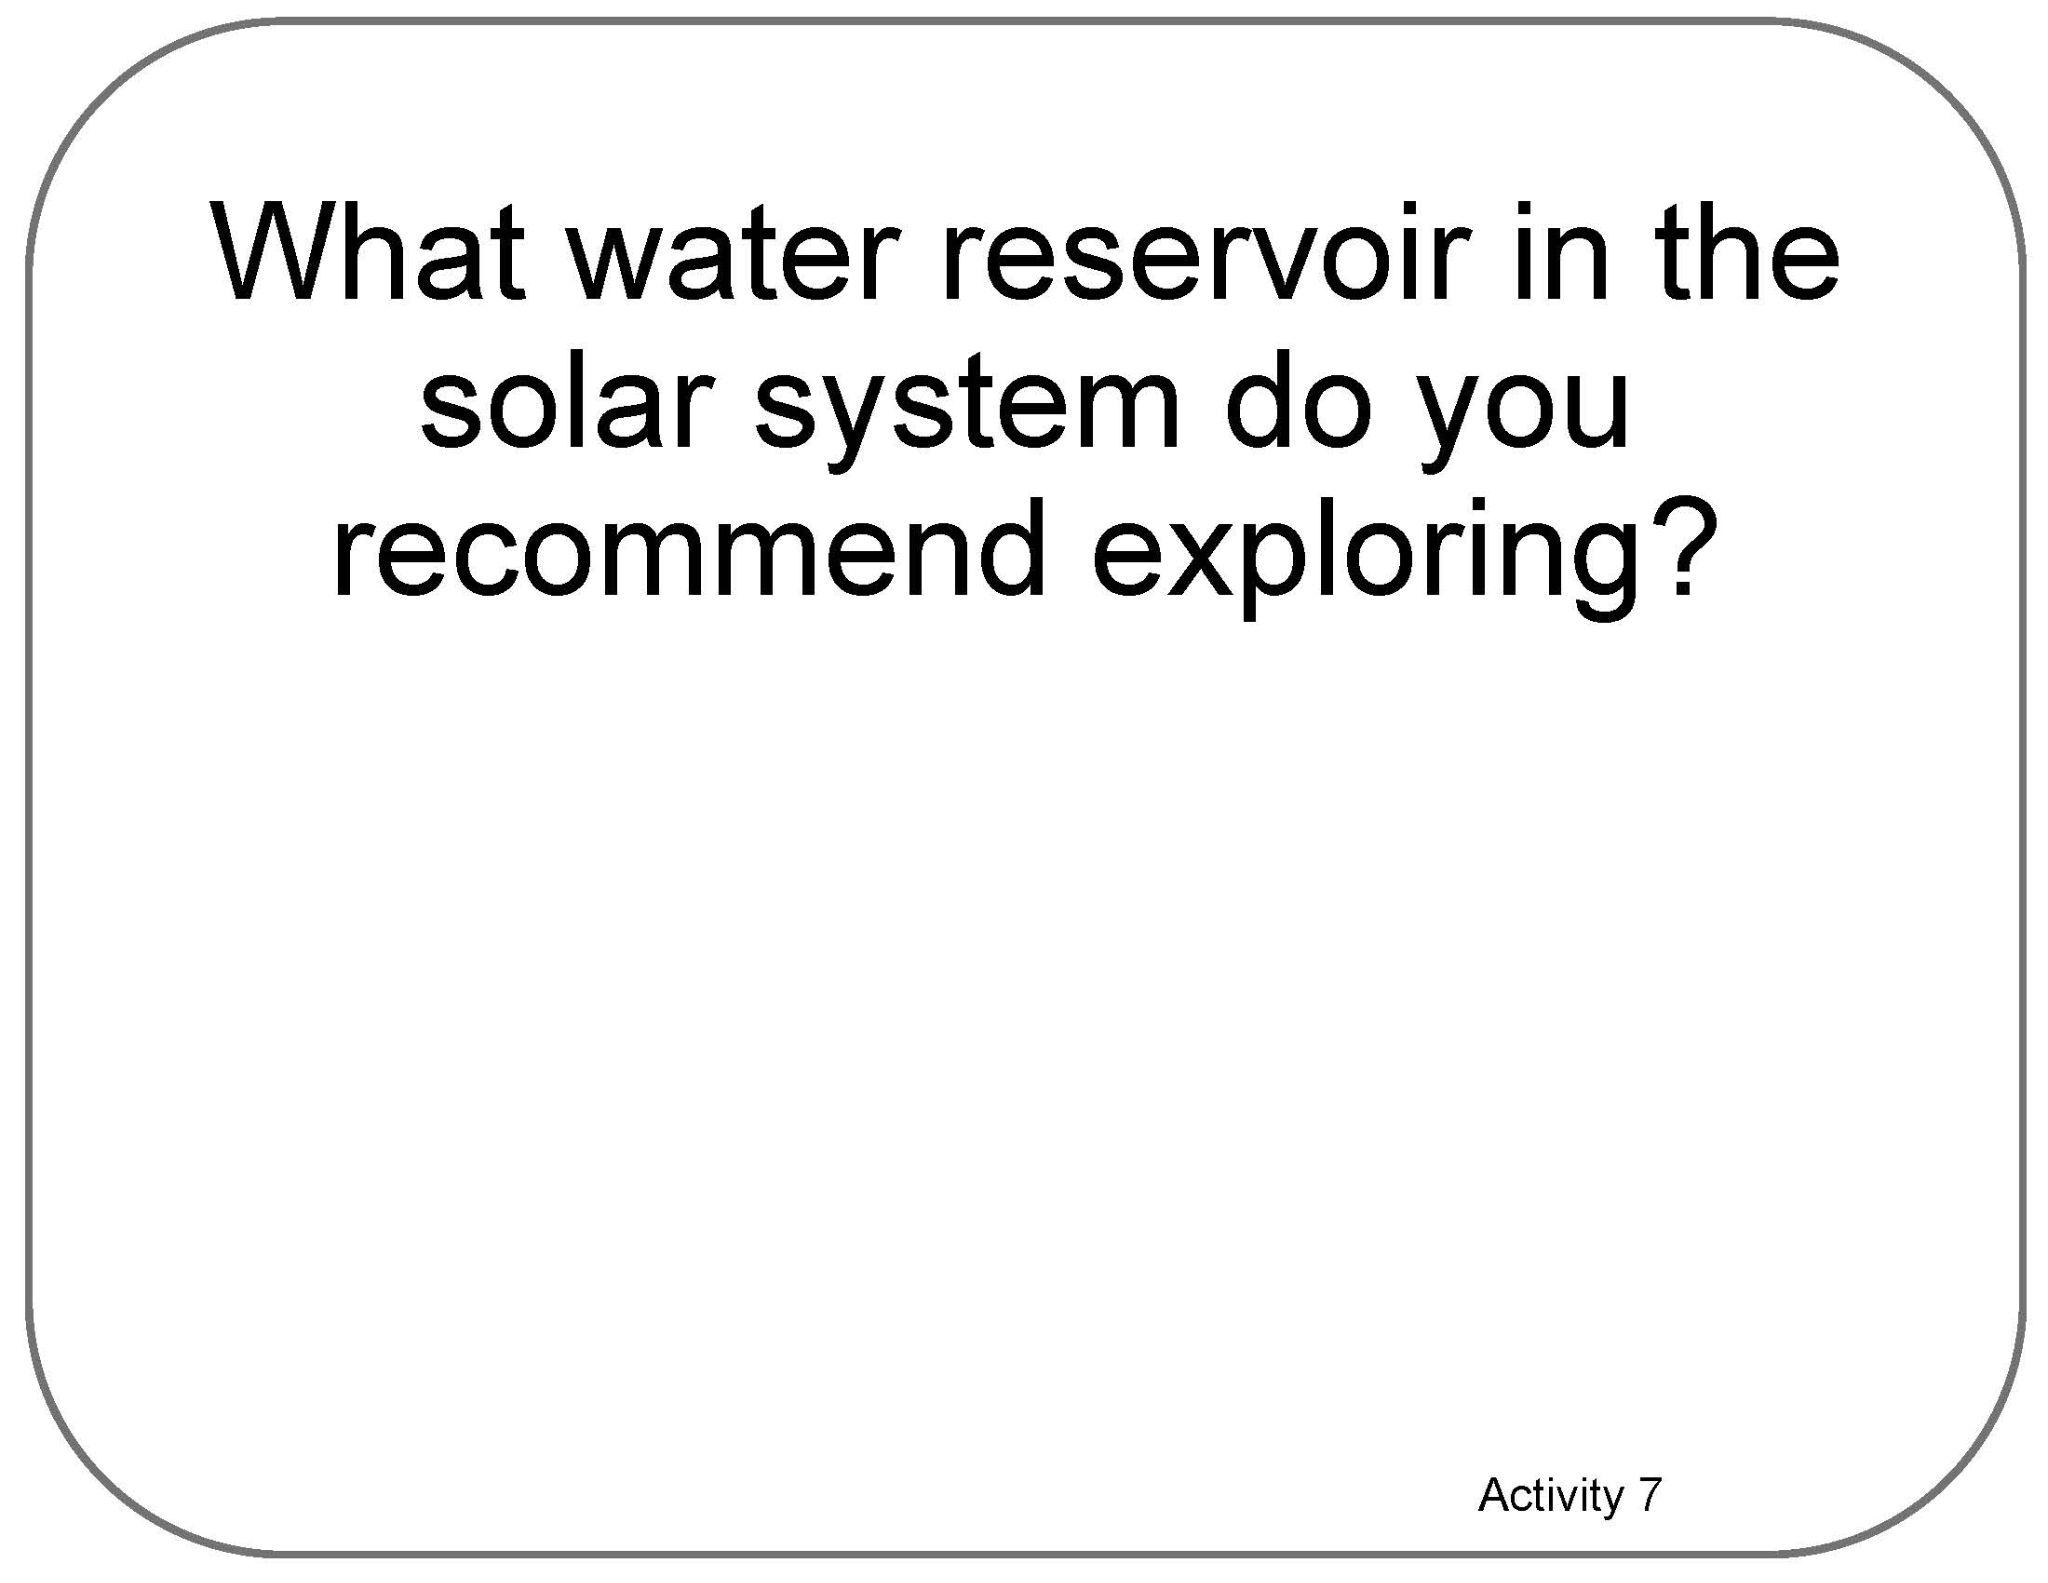 What water reservoir in the
solar system do you
recommend exploring?
Activity 7